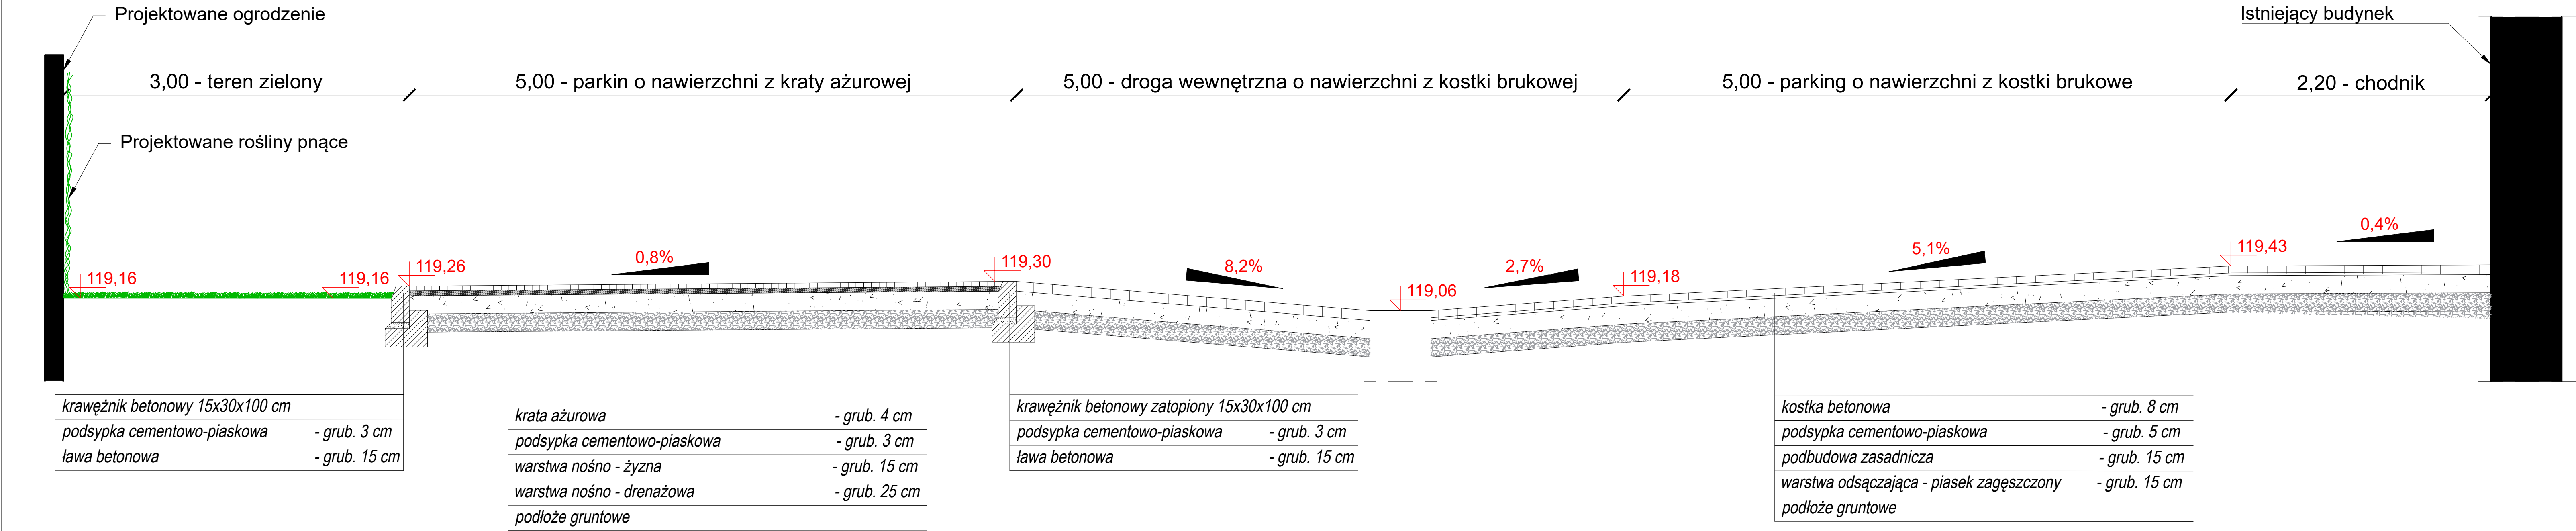 Projektowane ogrodzenie
Istniejący budynek
3,00 - teren zielony
5,00 - parkin o nawierzchni z kraty ażurowej
5,00 - droga wewnętrzna o nawierzchni z kostki brukowej
5,00 - parking o nawierzchni z kostki brukowe
2,20 - chodnik
Projektowane rośliny pnące
119,16
119,16
119,26
0,8%
119,30
8,2%
119,06
2,7%
119,18
5,1%
119,43
0,4%
krawężnik betonowy 15x30x100 cm
podsypka cementowo-piaskowa - grub. 3 cm
ława betonowa - grub. 15 cm
krata ażurowa - grub. 4 cm
podsypka cementowo-piaskowa - grub. 3 cm
warstwa nośno - żyzna - grub. 15 cm
warstwa nośno - drenażowa - grub. 25 cm
podłoże gruntowe
krawężnik betonowy zatopiony 15x30x100 cm
podsypka cementowo-piaskowa - grub. 3 cm
ława betonowa - grub. 15 cm
kostka betonowa - grub. 8 cm
podsypka cementowo-piaskowa - grub. 5 cm
podbudowa zasadnicza - grub. 15 cm
warstwa odsączająca - piasek zagęszczony - grub. 15 cm
podłoże gruntowe